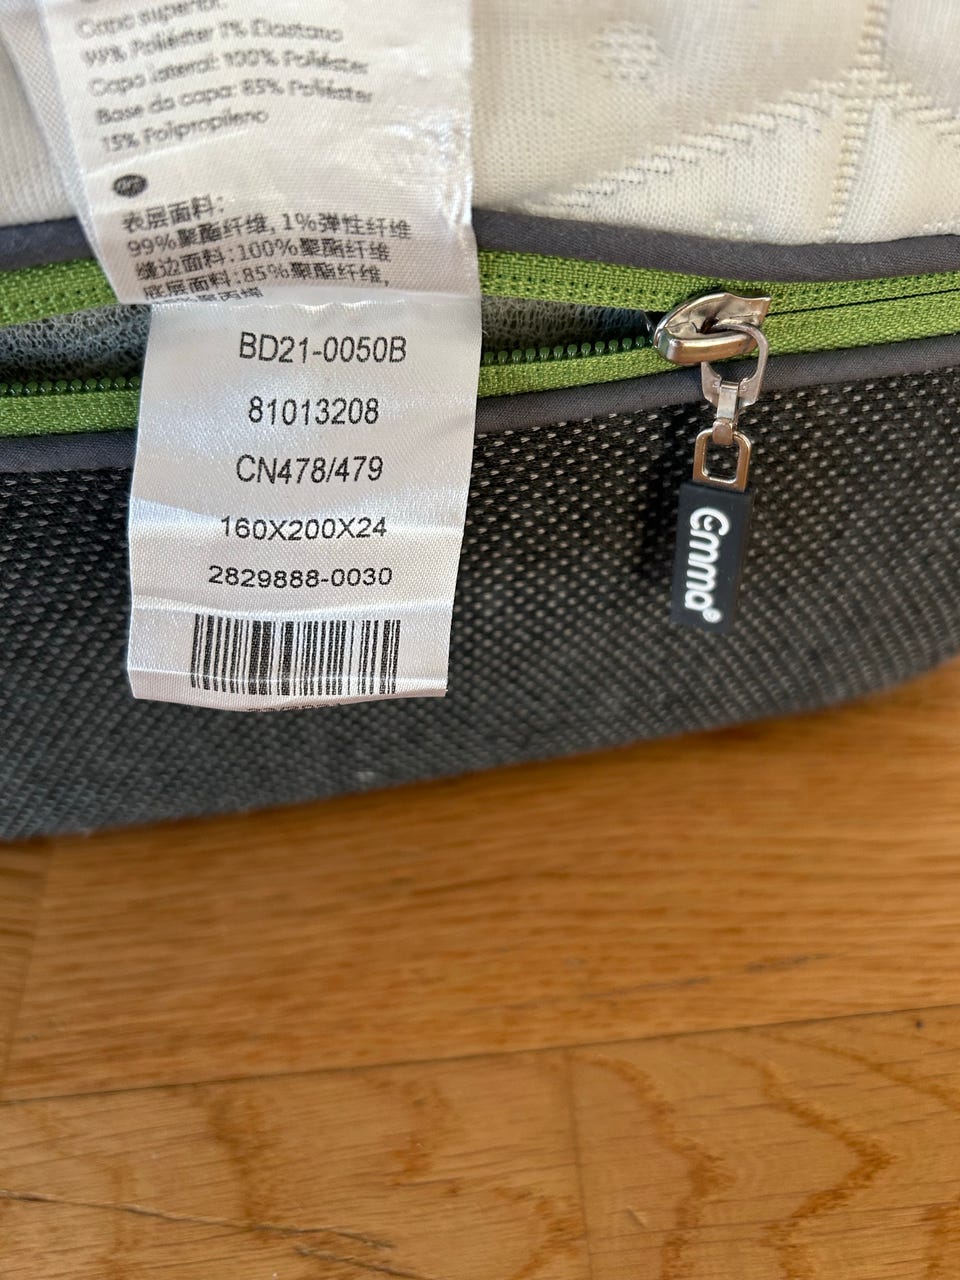 Capa superior:
99% Poliéster 1% Elastano
Capa lateral: 100% Poliéster
Base da capa: 85% Poliéster
15% Polipropileno
表层面料:
99%聚酯纤维, 1%弹性纤维
缝边面料:100%聚酯纤维
底层面料:85%聚酯纤维,
BD21-0050B
81013208
CN478/479
160X200X24
2829888-0030
Emma®